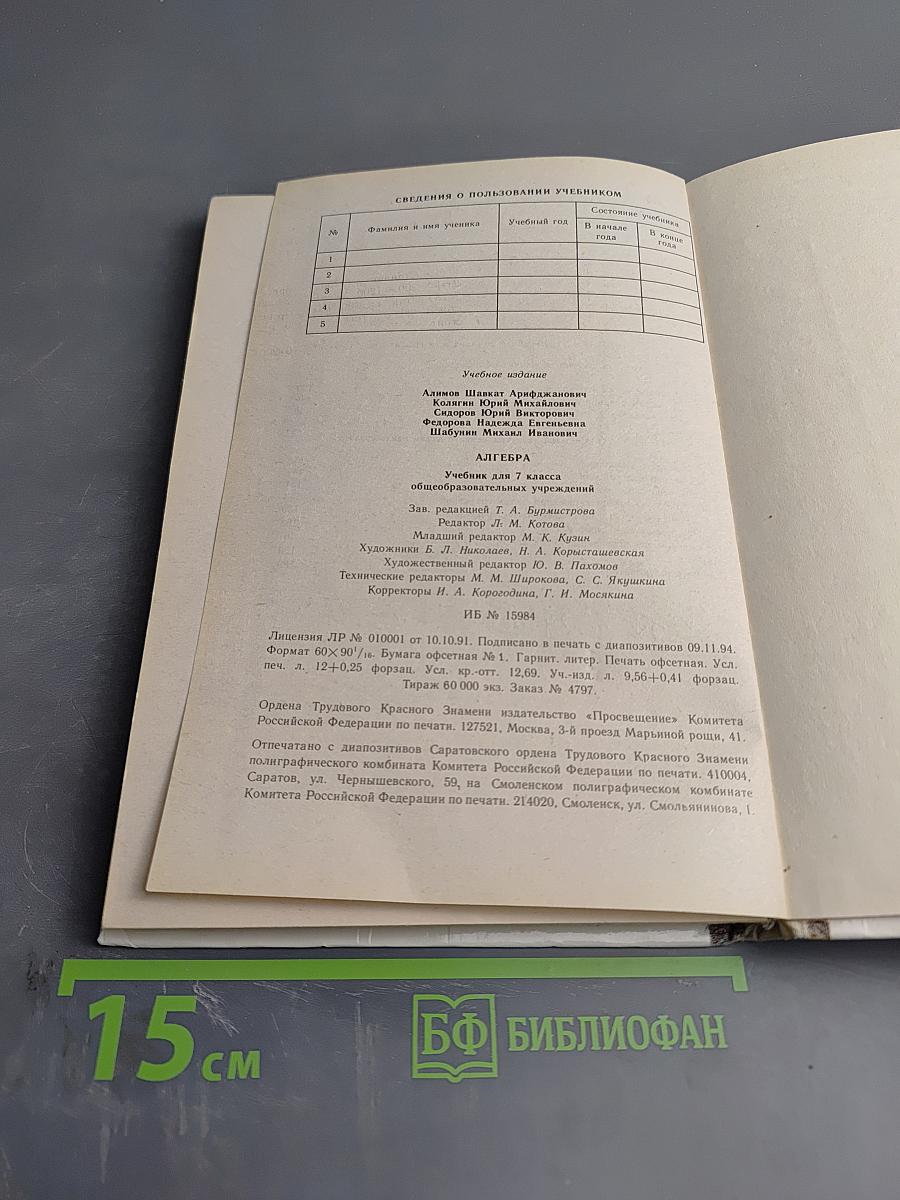 СВЕДЕНИЯ О ПОЛЬЗОВАНИИ УЧЕБНИКОМ
№ Фамилия и имя ученика Учебный год Состояние учебника
В начале года В конце года
1
2
3
4
5
Учебное издание
Алимов Шавкат Арифджанович
Колягин Юрий Михайлович
Сидоров Юрий Викторович
Федорова Надежда Евгеньевна
Шабунин Михаил Иванович
АЛГЕБРА
Учебник для 7 класса
общеобразовательных учреждений
Зав. редакцией Т. А. Бурмистрова
Редактор Л. М. Котова
Младший редактор М. К. Кузин
Художники Б. Л. Николаев, Н. А. Корысташевская
Художественный редактор Ю. В. Пахомов
Технические редакторы М. М. Широкова, С. С. Якушкина
Корректоры И. А. Корогодина, Г. И. Мосякина
ИБ № 15984
Лицензия ЛР № 010001 от 10.10.91. Подписано в печать с диапозитивов 09.11.94.
Формат 60×90¹/₁₆. Бумага офсетная № 1. Гарнит. литер. Печать офсетная. Усл.
печ. л. 12+0,25 форзац. Усл. кр.-отт. 12,69. Уч.-изд. л. 9,56+0,41 форзац.
Тираж 60 000 экз. Заказ № 4797.
Ордена Трудового Красного Знамени издательство «Просвещение» Комитета
Российской Федерации по печати. 127521, Москва, 3-й проезд Марьиной рощи, 41.
Отпечатано с диапозитивов Саратовского ордена Трудового Красного Знамени
полиграфического комбината Комитета Российской Федерации по печати. 410004,
Саратов, ул. Чернышевского, 59, на Смоленском полиграфическом комбинате
Комитета Российской Федерации по печати. 214020, Смоленск, ул. Смольянинова, 1.
15 см
БФ БИБЛИОФАН